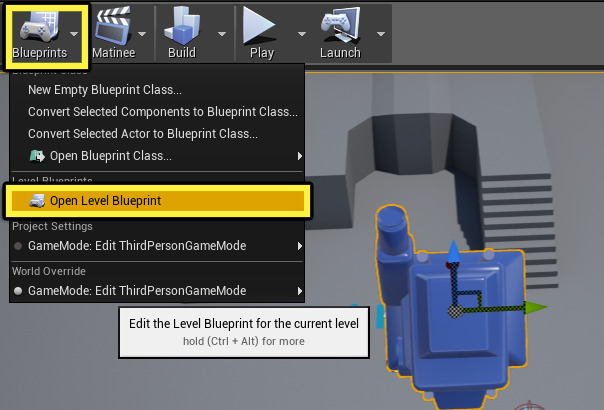 Blueprints
Matinee
Build
Play
Launch
Blueprint Class
New Empty Blueprint Class...
Convert Selected Components to Blueprint Class...
Convert Selected Actor to Blueprint Class...
Open Blueprint Class...
Level Blueprints
Open Level Blueprint
Project Settings
GameMode: Edit ThirdPersonGameMode
World Override
GameMode: Edit ThirdPersonGameMode
Edit the Level Blueprint for the current level
hold (Ctrl + Alt) for more